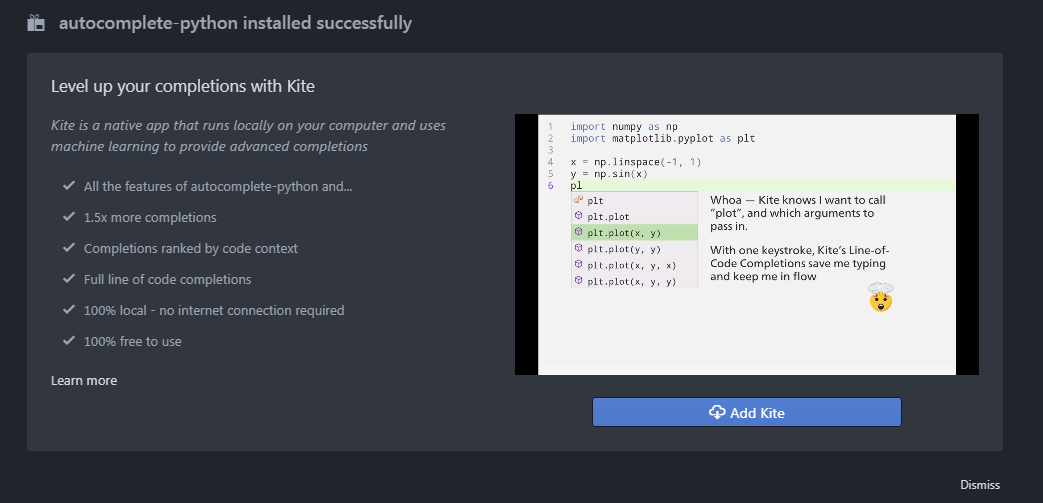 autocomplete-python installed successfully
Level up your completions with Kite
Kite is a native app that runs locally on your computer and uses
machine learning to provide advanced completions
All the features of autocomplete-python and...
1.5x more completions
Completions ranked by code context
Full line of code completions
100% local - no internet connection required
100% free to use
Learn more
1 import numpy as np
2 import matplotlib.pyplot as plt
3
4 x = np.linspace(-1, 1)
5 y = np.sin(x)
6 pl
plt
plt.plot
plt.plot(x, y)
plt.plot(y, y)
plt.plot(x, y, x)
plt.plot(x, y, y)
Whoa — Kite knows I want to call
"plot", and which arguments to
pass in.
With one keystroke, Kite's Line-of-
Code Completions save me typing
and keep me in flow
Add Kite
Dismiss